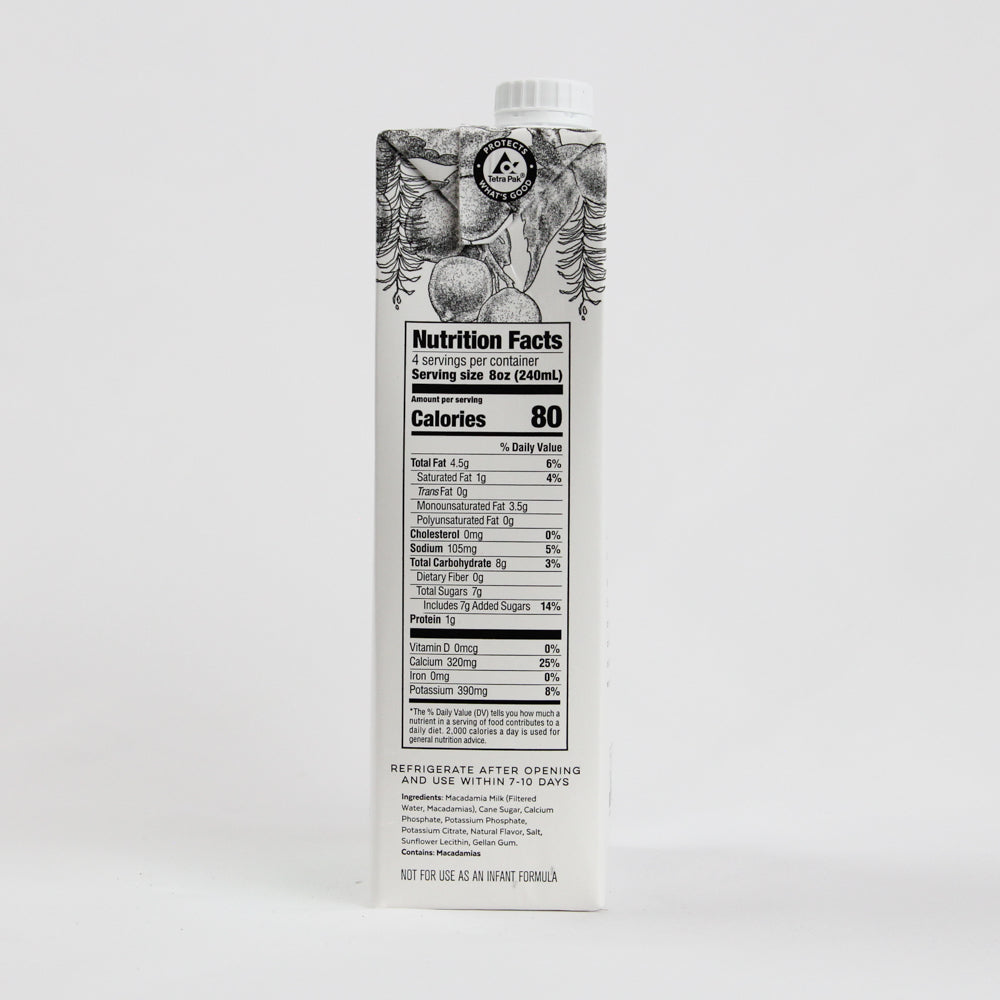 PROTECTS
Tetra Pak®
WHAT'S GOOD
Nutrition Facts
4 servings per container
Serving size 8oz (240mL)
Amount per serving
Calories 80
% Daily Value
Total Fat 4.5g 6%
Saturated Fat 1g 4%
Trans Fat 0g
Monounsaturated Fat 3.5g
Polyunsaturated Fat 0g
Cholesterol 0mg 0%
Sodium 105mg 5%
Total Carbohydrate 8g 3%
Dietary Fiber 0g
Total Sugars 7g
Includes 7g Added Sugars 14%
Protein 1g
Vitamin D 0mcg 0%
Calcium 320mg 25%
Iron 0mg 0%
Potassium 390mg 8%
*The % Daily Value (DV) tells you how much a
nutrient in a serving of food contributes to a
daily diet. 2,000 calories a day is used for
general nutrition advice.
REFRIGERATE AFTER OPENING
AND USE WITHIN 7-10 DAYS
Ingredients: Macadamia Milk (Filtered
Water, Macadamias), Cane Sugar, Calcium
Phosphate, Potassium Phosphate,
Potassium Citrate, Natural Flavor, Salt,
Sunflower Lecithin, Gellan Gum.
Contains: Macadamias
NOT FOR USE AS AN INFANT FORMULA